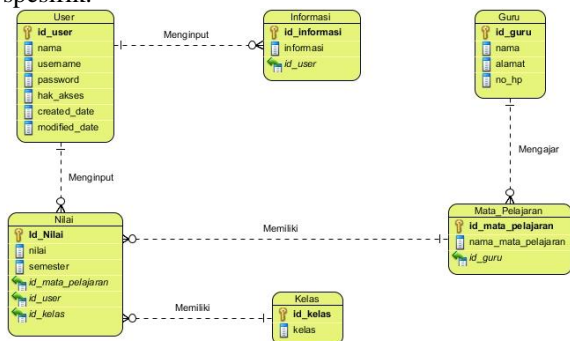 spesifik.
User
id_user
nama
username
password
hak_akses
created_date
modified_date
Menginput
Informasi
id_informasi
informasi
id_user
Guru
id_guru
nama
alamat
no_hp
Mengajar
Menginput
Nilai
Id_Nilai
nilai
semester
id_mata_pelajaran
id_user
id_kelas
Memiliki
Mata_Pelajaran
id_mata_pelajaran
nama_mata_pelajaran
id_guru
Memiliki
Kelas
id_kelas
kelas